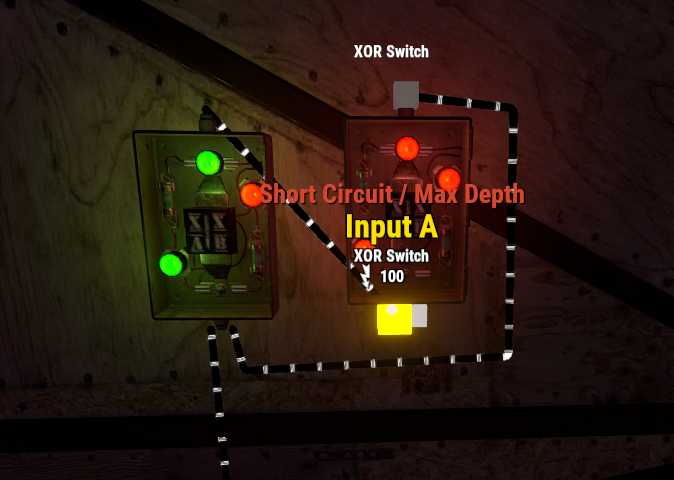 XOR Switch
Short Circuit / Max Depth
Input A
XOR Switch
100
X X
A B